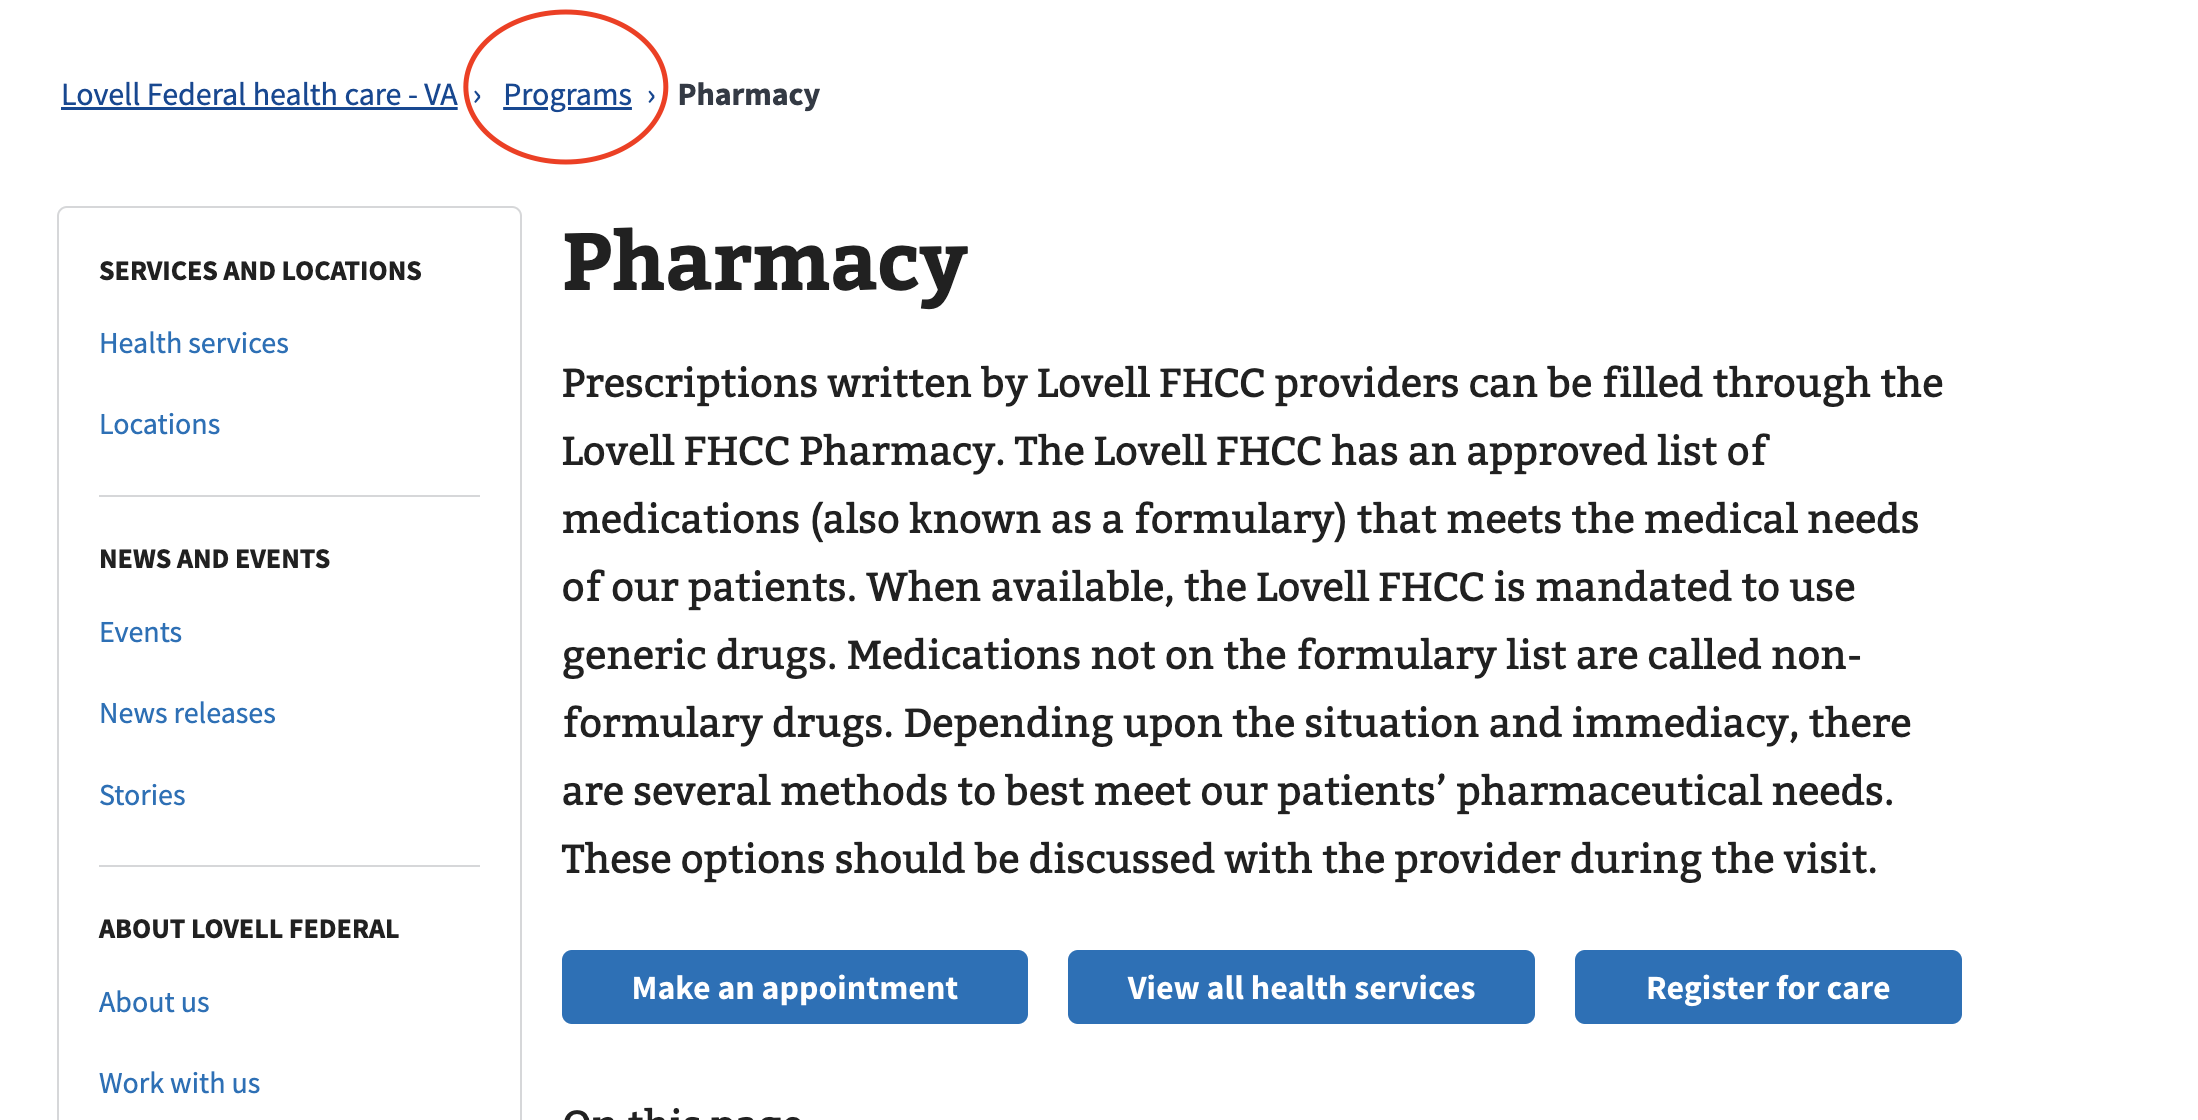 Lovell Federal health care - VA › Programs › Pharmacy
SERVICES AND LOCATIONS
Health services
Locations
NEWS AND EVENTS
Events
News releases
Stories
ABOUT LOVELL FEDERAL
About us
Work with us
Pharmacy
Prescriptions written by Lovell FHCC providers can be filled through the
Lovell FHCC Pharmacy. The Lovell FHCC has an approved list of
medications (also known as a formulary) that meets the medical needs
of our patients. When available, the Lovell FHCC is mandated to use
generic drugs. Medications not on the formulary list are called non-
formulary drugs. Depending upon the situation and immediacy, there
are several methods to best meet our patients’ pharmaceutical needs.
These options should be discussed with the provider during the visit.
Make an appointment View all health services Register for care
On this page